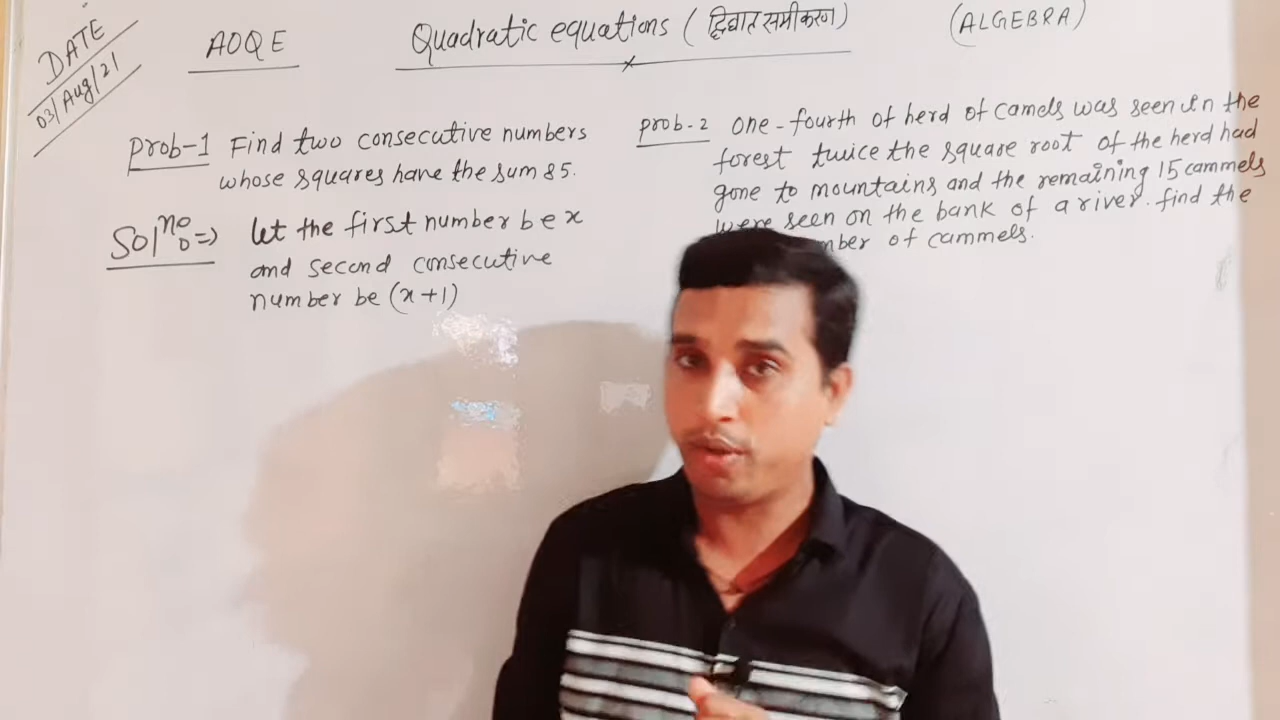 DATE
03/Aug/21
AOQE
Quadratic equations (द्विघात समीकरण)
(ALGEBRA)
Prob-1 Find two consecutive numbers
whose squares have the sum 85.
Solno=> let the first number be x
and second consecutive
number be (x+1)
prob-2 one-fourth of herd of camels was seen in the
forest twice the square root of the herd had
gone to mountains and the remaining 15 cammels
were seen on the bank of a river. find the
of cammels.